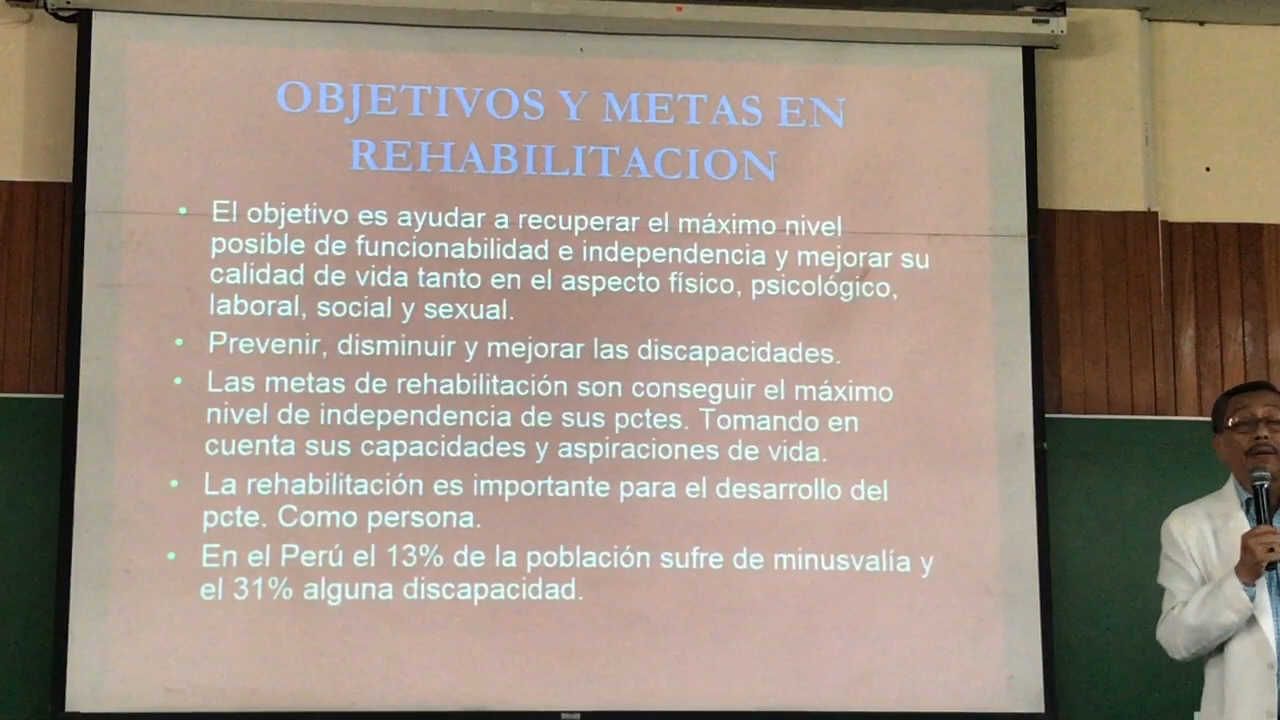 OBJETIVOS Y METAS EN
REHABILITACION
• El objetivo es ayudar a recuperar el máximo nivel
posible de funcionabilidad e independencia y mejorar su
calidad de vida tanto en el aspecto físico, psicológico,
laboral, social y sexual.
• Prevenir, disminuir y mejorar las discapacidades.
• Las metas de rehabilitación son conseguir el máximo
nivel de independencia de sus pctes. Tomando en
cuenta sus capacidades y aspiraciones de vida.
• La rehabilitación es importante para el desarrollo del
pcte. Como persona.
• En el Perú el 13% de la población sufre de minusvalía y
el 31% alguna discapacidad.